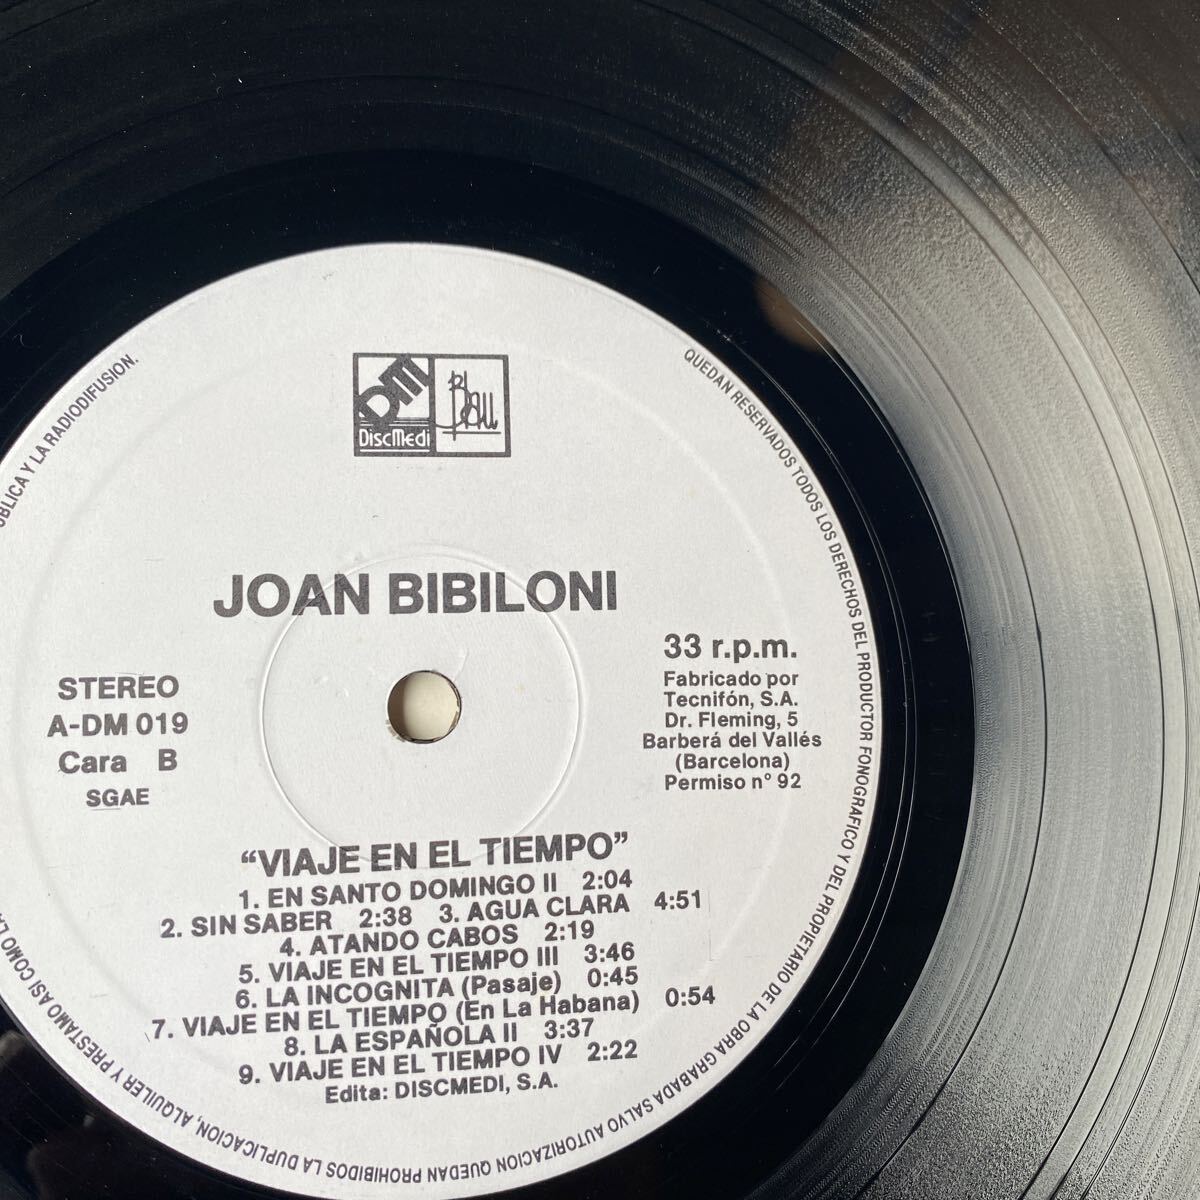 DM
DiscMedi
Blau
JOAN BIBILONI
STEREO
A-DM 019
Cara B
SGAE
33 r.p.m.
Fabricado por
Tecnifón, S.A.
Dr. Fleming, 5
Barberá del Vallés
(Barcelona)
Permiso n° 92
“VIAJE EN EL TIEMPO”
1. EN SANTO DOMINGO II 2:04
2. SIN SABER 2:38 3. AGUA CLARA 4:51
4. ATANDO CABOS 2:19
5. VIAJE EN EL TIEMPO III 3:46
6. LA INCOGNITA (Pasaje) 0:45
7. VIAJE EN EL TIEMPO (En La Habana) 0:54
8. LA ESPAÑOLA II 3:37
9. VIAJE EN EL TIEMPO IV 2:22
Edita: DISCMEDI, S.A.
QUEDAN RESERVADOS TODOS LOS DERECHOS DEL PRODUCTOR FONOGRAFICO Y DEL PROPIETARIO DE LA OBRA GRABADA SALVO AUTORIZACION QUEDAN PROHIBIDOS LA DUPLICACION, ALQUILER Y PRESTAMO ASI COMO Y LA RADIODIFUSION.